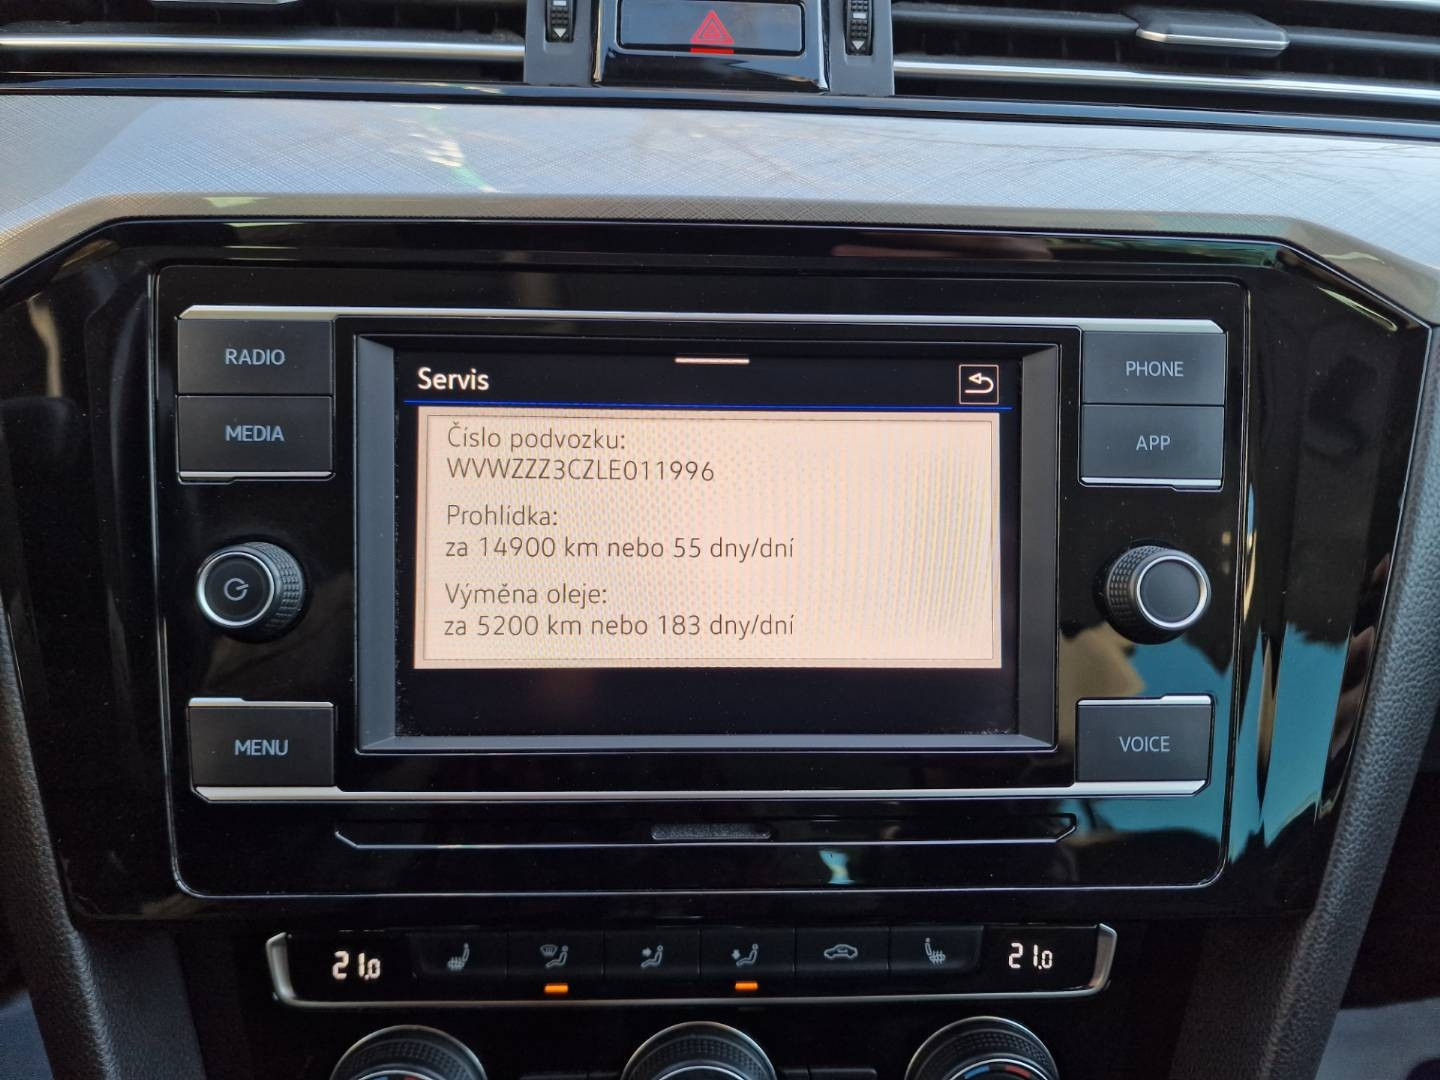 RADIO
MEDIA
MENU
Servis
Číslo podvozku:
WVWZZZ3CZLE011996
Prohlídka:
za 14900 km nebo 55 dny/dní
Výměna oleje:
za 5200 km nebo 183 dny/dní
PHONE
APP
VOICE
21.0
21.0